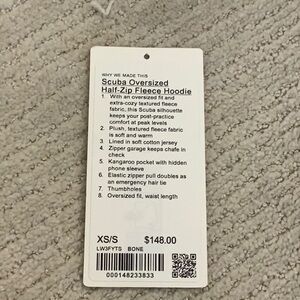 WHY WE MADE THIS
Scuba Oversized
Half-Zip Fleece Hoodie
1. With an oversized fit and
extra-cozy textured fleece
fabric, this Scuba silhouette
keeps your post-practice
comfort at peak levels
2. Plush, textured fleece fabric
is soft and warm
3. Lined in soft cotton jersey
4. Zipper garage keeps chafe in
check
5. Kangaroo pocket with hidden
phone sleeve
6. Elastic zipper pull doubles as
an emergency hair tie
7. Thumbholes
8. Oversized fit, waist length
XS/S $148.00
LW3FYTS BONE
000148233833